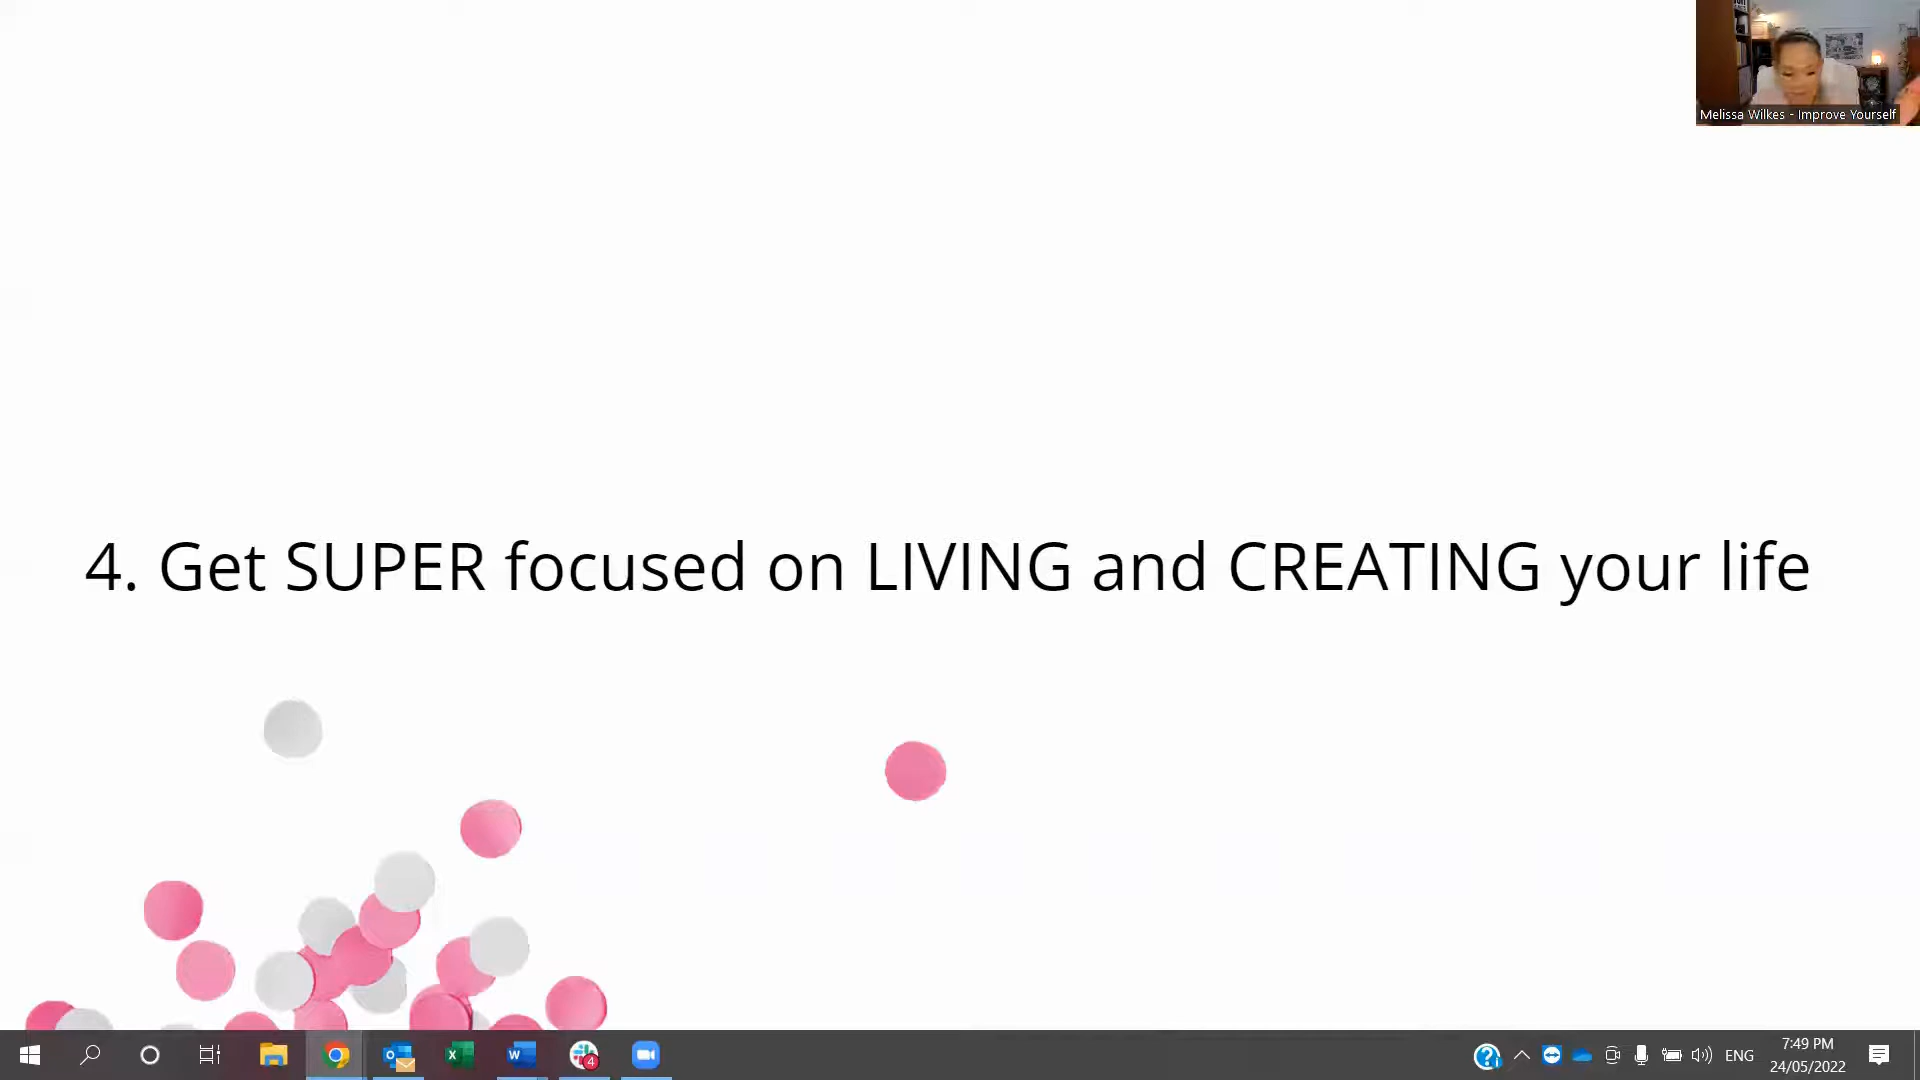 Melissa Wilkes - Improve Yourself
4. Get SUPER focused on LIVING and CREATING your life
4
ENG
7:49 PM
24/05/2022